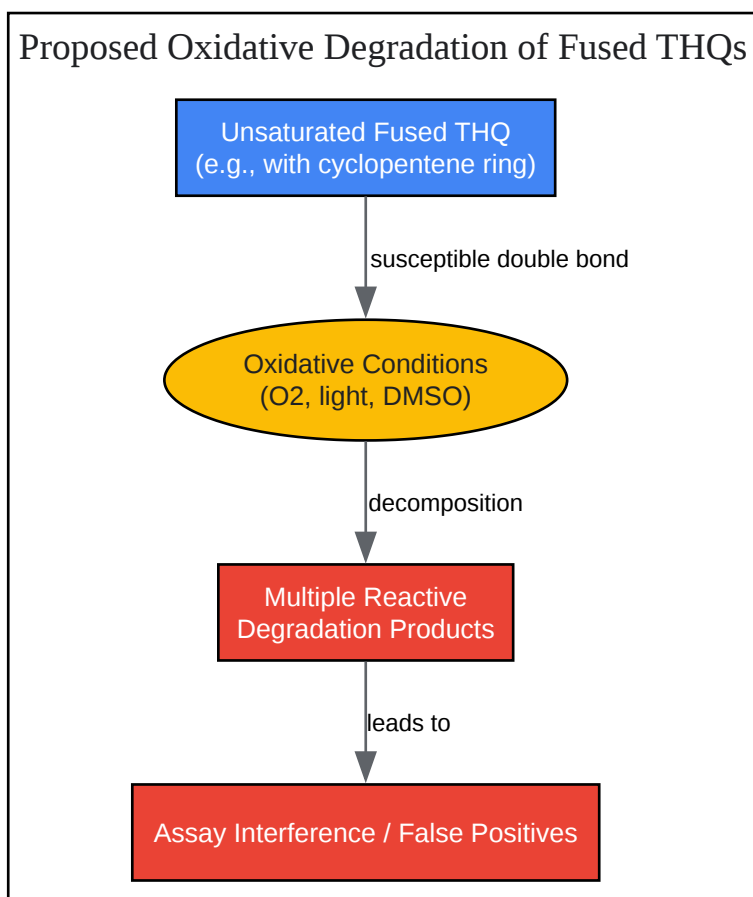 Proposed Oxidative Degradation of Fused THQs
Unsaturated Fused THQ
(e.g., with cyclopentene ring)
susceptible double bond
Oxidative Conditions
(O2, light, DMSO)
decomposition
Multiple Reactive
Degradation Products
leads to
Assay Interference / False Positives